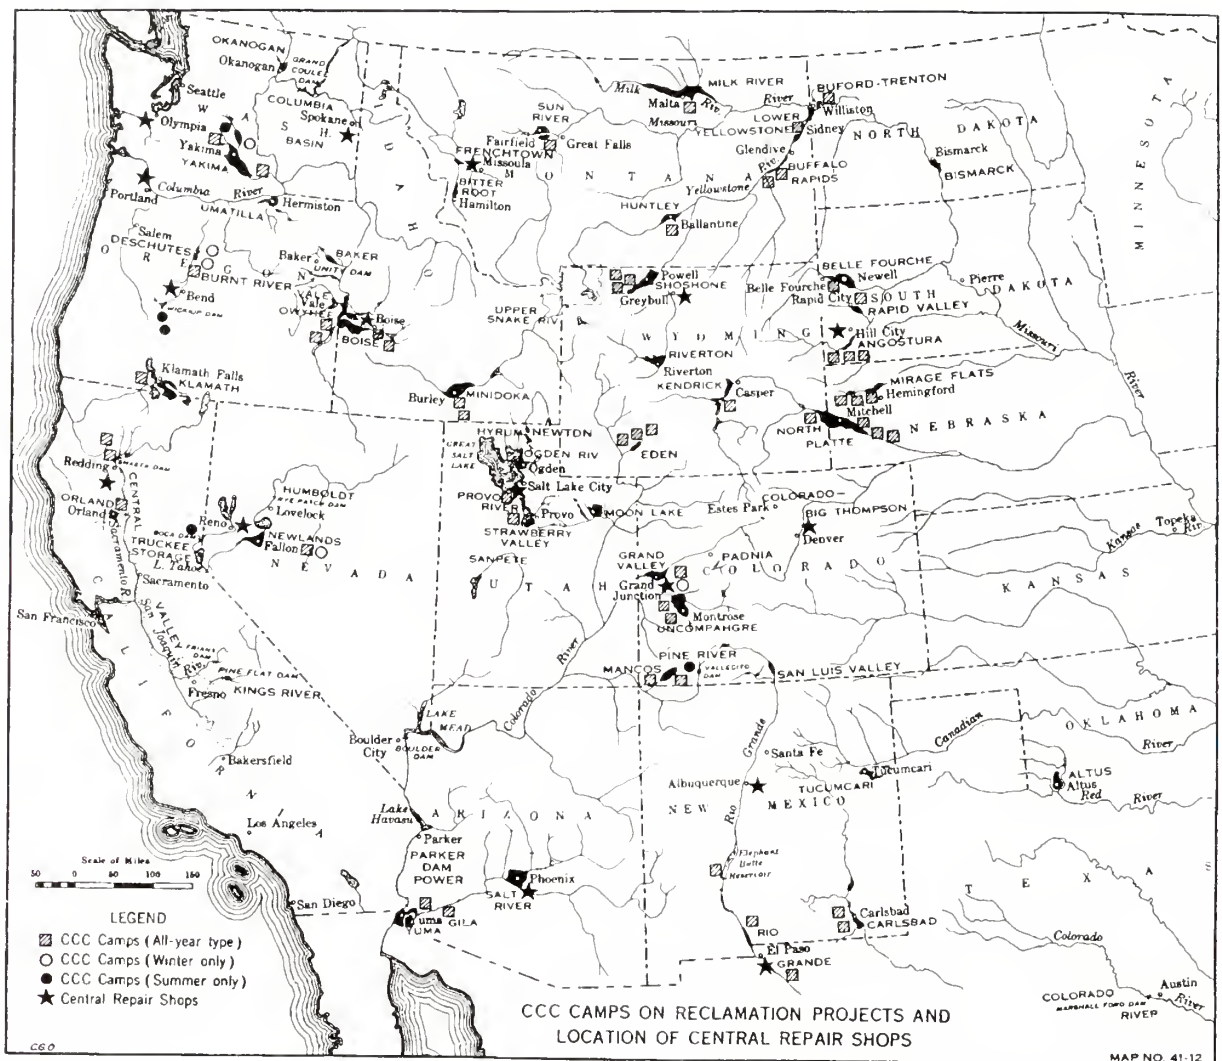 OKANOGAN
Okanogan
GRAND
COULEE
DAM
COLUMBIA
BASIN
Spokane
Seattle
WASH.
Olympia
Yakima
YAKIMA
Portland
Columbia
River
UMATILLA
Hermiston
IDAHO
Milk
Riv.
MILK RIVER
Malta
Missouri
River
SUN
RIVER
Fairfield
Great Falls
FRENCHTOWN
Missoula
BITTER
ROOT
Hamilton
MONTANA
BUFORD-TRENTON
Williston
LOWER
YELLOWSTONE
Sidney
Glendive
Yellowstone
Riv.
BUFFALO
RAPIDS
HUNTLEY
Ballantine
NORTH DAKOTA
Bismarck
BISMARCK
MINNESOTA
Salem
DESCHUTES
OREGON
BURNT RIVER
Bend
Baker
BAKER
UNITY DAM
VALE
Vale
OWYHEE
Boise
BOISE
Klamath Falls
KLAMATH
UPPER
SNAKE RIV
Burley
MINIDOKA
Powell
SHOSHONE
Greybull
WYOMING
RIVERTON
Riverton
KENDRICK
Casper
EDEN
BELLE FOURCHE
Newell
Belle Fourche
Rapid City
SOUTH DAKOTA
RAPID VALLEY
Pierre
Hill City
ANGOSTURA
Missouri
River
MIRAGE FLATS
Hemingford
Mitchell
NORTH
PLATTE
NEBRASKA
Redding
SHASTA DAM
CENTRAL
VALLEY
ORLAND
Orland
Sacramento R.
BOCA DAM
TRUCKEE
STORAGE
L. Tahoe
Sacramento
Reno
HUMBOLDT
RYE PATCH DAM
Lovelock
NEWLANDS
Fallon
NEVADA
GREAT
SALT
LAKE
HYRUM
NEWTON
OGDEN RIV
Ogden
Salt Lake City
PROVO
RIVER
Provo
STRAWBERRY
VALLEY
MOON LAKE
SANPETE
UTAH
COLORADO-
BIG THOMPSON
Estes Park
Denver
GRAND
VALLEY
Grand
Junction
PAONIA
COLORADO
Montrose
UNCOMPAHGRE
PINE RIVER
MANCOS
VALLECITO
DAM
SAN LUIS VALLEY
KANSAS
Kansas
Riv
Topeka
San Francisco
CALIFORNIA
San
Joaquin
Riv.
FRIANT
DAM
PINE FLAT DAM
Fresno
KINGS RIVER
Bakersfield
Los Angeles
San Diego
LAKE
MEAD
Boulder
City
BOULDER
DAM
Colorado
River
Lake
Havasu
Parker
PARKER
DAM
POWER
ARIZONA
Phoenix
SALT
RIVER
Yuma
YUMA
GILA
Rio
Grande
Santa Fe
Albuquerque
NEW MEXICO
Tucumcari
TUCUMCARI
Canadian
River
OKLAHOMA
ALTUS
Altus
Red
River
Elephant
Butte
Reservoir
Carlsbad
CARLSBAD
RIO
GRANDE
El Paso
TEXAS
Colorado
River
Austin
COLORADO
RIVER
MARSHALL FORD DAM
Scale of Miles
50 0 50 100 150
LEGEND
CCC Camps (All-year type)
CCC Camps (Winter only)
CCC Camps (Summer only)
Central Repair Shops
CCC CAMPS ON RECLAMATION PROJECTS AND
LOCATION OF CENTRAL REPAIR SHOPS
MAP NO. 41-12